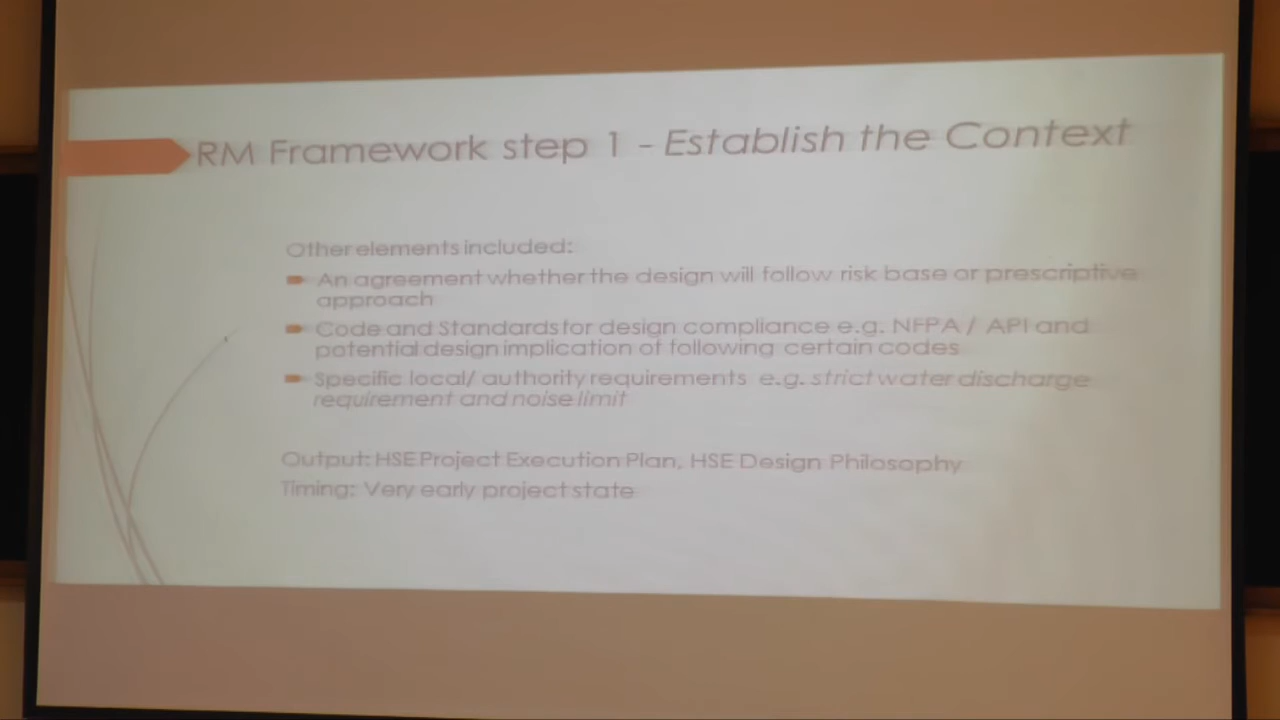 RM Framework step 1 - Establish the Context
Other elements included:
An agreement whether the design will follow risk base or prescriptive
approach
Code and Standards for design compliance e.g. NFPA / API and
potential design implication of following certain codes
Specific local/ authority requirements e.g. strict water discharge
requirement and noise limit
Output: HSE Project Execution Plan, HSE Design Philosophy
Timing: Very early project state